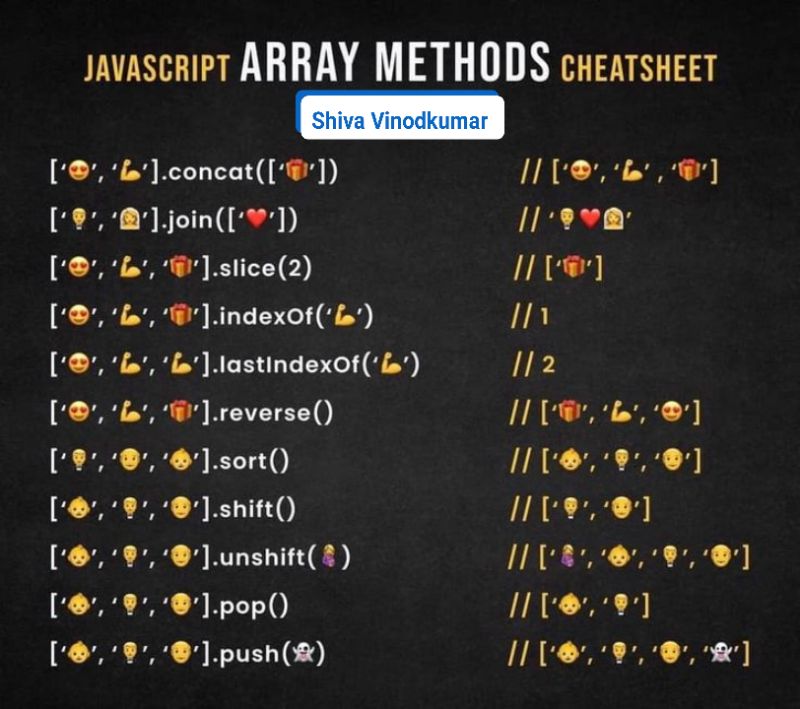 JAVASCRIPT ARRAY METHODS CHEATSHEET
Shiva Vinodkumar
['😍', '💪'].concat(['🎁']) // ['😍', '💪' , '🎁']
['👨', '👰'].join(['❤️']) // '👨❤️👰'
['😍', '💪', '🎁'].slice(2) // ['🎁']
['😍', '💪', '🎁'].indexOf('💪') // 1
['😍', '💪', '💪'].lastIndexOf('💪') // 2
['😍', '💪', '🎁'].reverse() // ['🎁', '💪', '😍']
['👨', '👴', '👶'].sort() // ['👶', '👨', '👴']
['👶', '👨', '👴'].shift() // ['👨', '👴']
['👶', '👨', '👴'].unshift(🤱) // ['🤱', '👶', '👨', '👴']
['👶', '👨', '👴'].pop() // ['👶', '👨']
['👶', '👨', '👴'].push(👻) // ['👶', '👨', '👴', '👻']